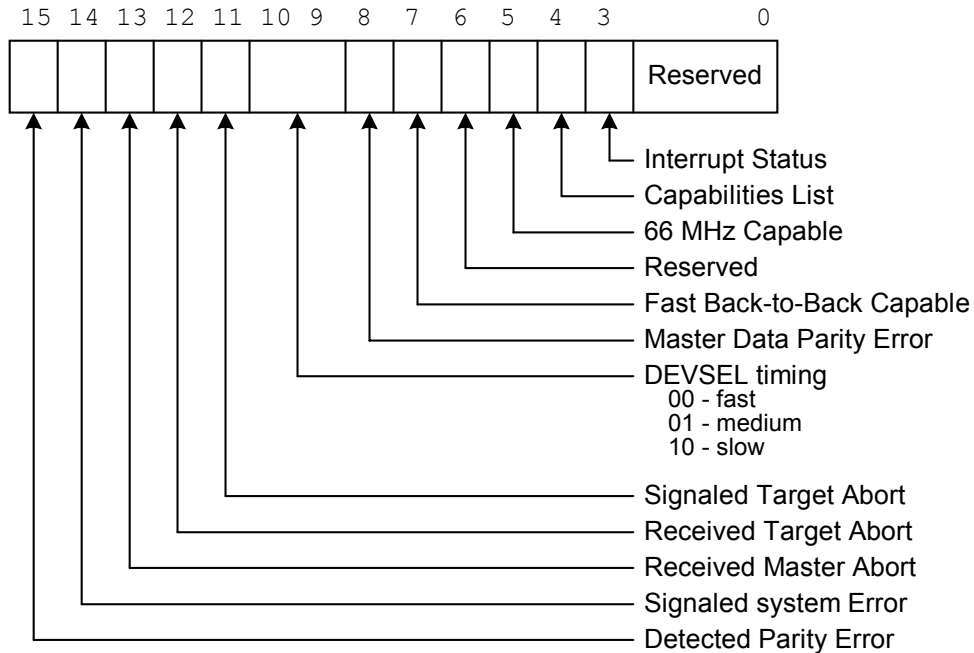 15 14 13 12 11 10 9 8 7 6 5 4 3 0
Reserved
Interrupt Status
Capabilities List
66 MHz Capable
Reserved
Fast Back-to-Back Capable
Master Data Parity Error
DEVSEL timing
00 - fast
01 - medium
10 - slow
Signaled Target Abort
Received Target Abort
Received Master Abort
Signaled system Error
Detected Parity Error